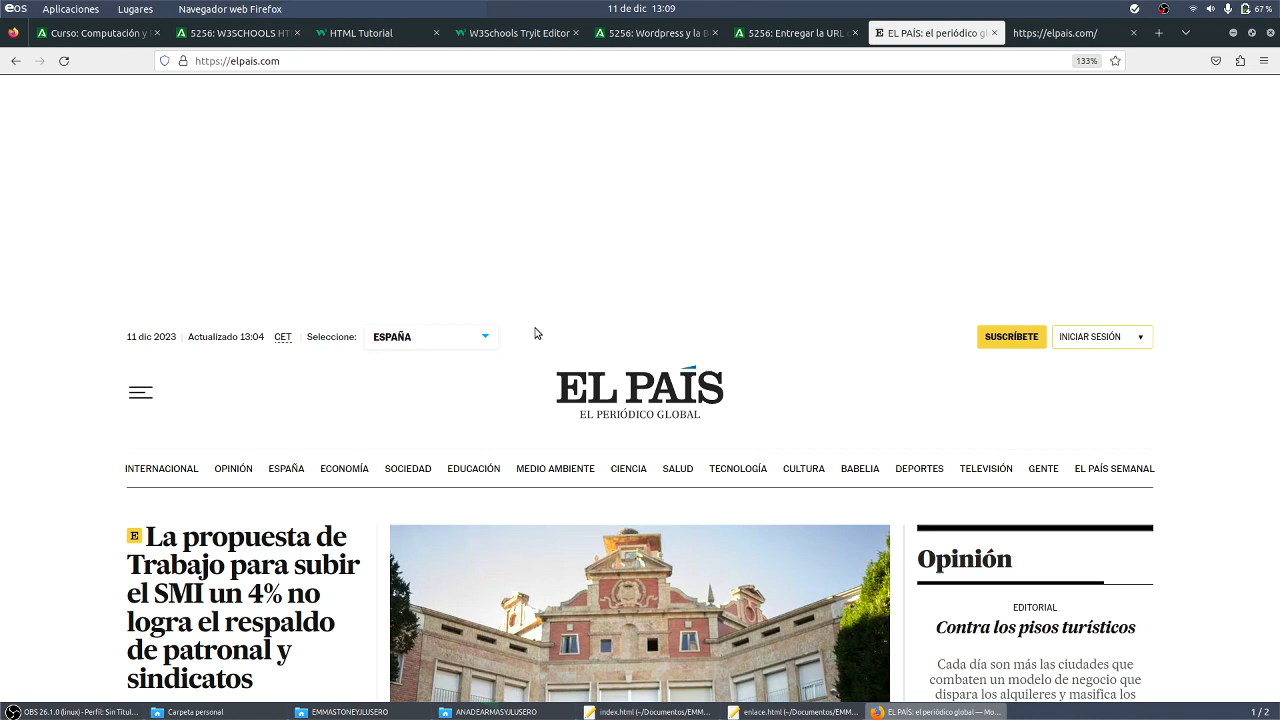 EOS Aplicaciones Lugares Navegador web Firefox 11 de dic 13:09 67 %
Curso: Computación y 5256: W3SCHOOLS HT HTML Tutorial W3Schools Tryit Editor 5256: Wordpress y la B 5256: Entregar la URL EL PAÍS: el periódico gl https://elpais.com/
https://elpais.com 133%
11 dic 2023 Actualizado 13:04 CET Seleccione: ESPAÑA SUSCRÍBETE INICIAR SESIÓN
EL PAÍS
EL PERIÓDICO GLOBAL
INTERNACIONAL OPINIÓN ESPAÑA ECONOMÍA SOCIEDAD EDUCACIÓN MEDIO AMBIENTE CIENCIA SALUD TECNOLOGÍA CULTURA BABELIA DEPORTES TELEVISIÓN GENTE EL PAÍS SEMANAL
E La propuesta de
Trabajo para subir
el SMI un 4% no
logra el respaldo
de patronal y
sindicatos
Opinión
EDITORIAL
Contra los pisos turísticos
Cada día son más las ciudades que
combaten un modelo de negocio que
dispara los alquileres y masifica los
OBS 26.1.0 (linux) - Perfil: Sin Titul... Carpeta personal EMMASTONEYJLUSERO ANADEARMASYJLUSERO index.html (~/Documentos/EMM... enlace.html (~/Documentos/EMM... EL PAÍS: el periódico global — Mo... 1 / 2